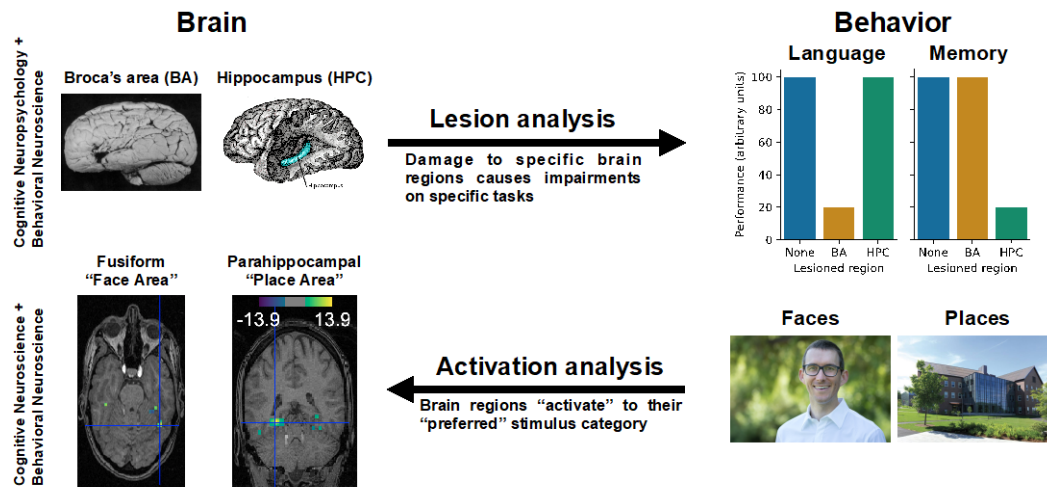 Brain
Behavior
Cognitive Neuropsychology +
Behavioral Neuroscience
Broca's area (BA)
Hippocampus (HPC)
Hippocampus
Lesion analysis
Damage to specific brain
regions causes impairments
on specific tasks
Language
Memory
Performance (arbitrary units)
100
80
60
40
20
0
None
BA
HPC
Lesioned region
None
BA
HPC
Lesioned region
Cognitive Neuroscience +
Behavioral Neuroscience
Fusiform
“Face Area”
Parahippocampal
“Place Area”
-13.9
13.9
Activation analysis
Brain regions “activate” to their
“preferred” stimulus category
Faces
Places